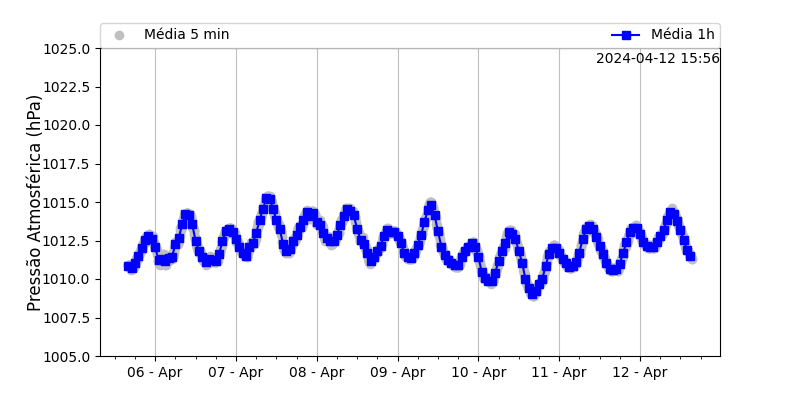 Média 5 min
Média 1h
2024-04-12 15:56
Pressão Atmosférica (hPa)
1025.0
1022.5
1020.0
1017.5
1015.0
1012.5
1010.0
1007.5
1005.0
06 - Apr
07 - Apr
08 - Apr
09 - Apr
10 - Apr
11 - Apr
12 - Apr